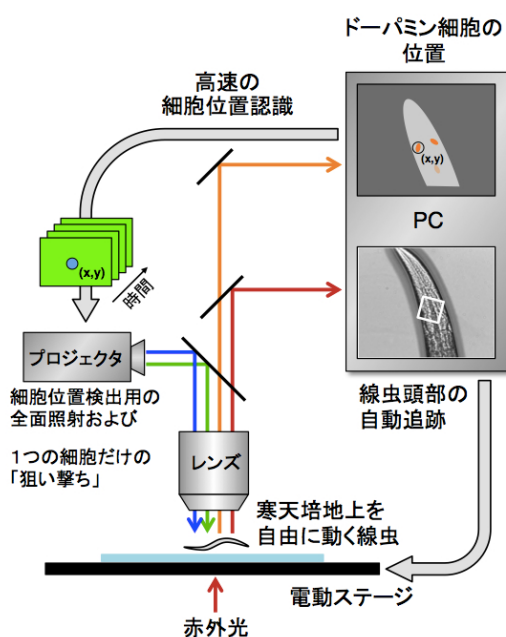 ドーパミン細胞の
位置
高速の
細胞位置認識
(x,y)
PC
(x,y)
時間
プロジェクタ
細胞位置検出用の
全面照射および
1つの細胞だけの
「狙い撃ち」
レンズ
線虫頭部の
自動追跡
寒天培地上を
自由に動く線虫
電動ステージ
赤外光